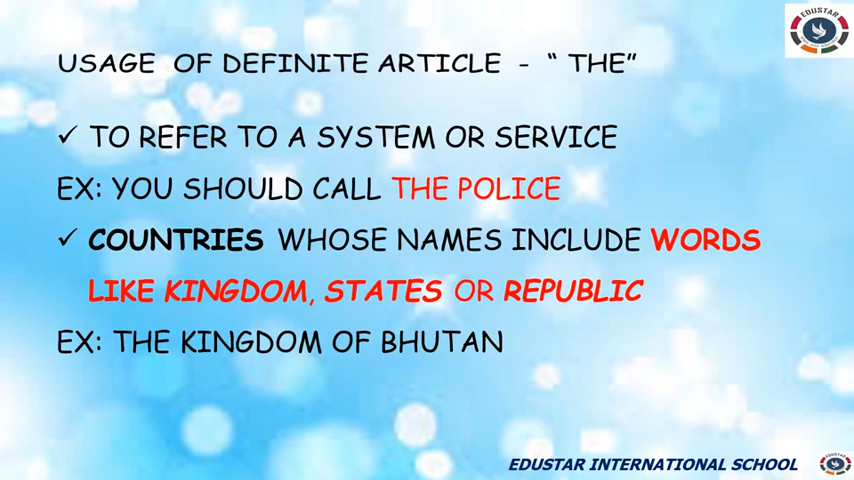 EDUSTAR
USAGE OF DEFINITE ARTICLE - “ THE”
✓ TO REFER TO A SYSTEM OR SERVICE
EX: YOU SHOULD CALL THE POLICE
✓ COUNTRIES WHOSE NAMES INCLUDE WORDS
LIKE KINGDOM, STATES OR REPUBLIC
EX: THE KINGDOM OF BHUTAN
EDUSTAR INTERNATIONAL SCHOOL
EDUSTAR